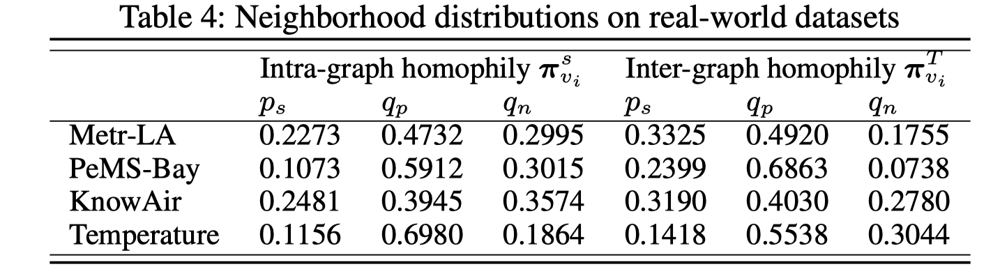 Table 4: Neighborhood distributions on real-world datasets
Intra-graph homophily π^s_{v_i} Inter-graph homophily π^T_{v_i}
p_s q_p q_n p_s q_p q_n
Metr-LA 0.2273 0.4732 0.2995 0.3325 0.4920 0.1755
PeMS-Bay 0.1073 0.5912 0.3015 0.2399 0.6863 0.0738
KnowAir 0.2481 0.3945 0.3574 0.3190 0.4030 0.2780
Temperature 0.1156 0.6980 0.1864 0.1418 0.5538 0.3044